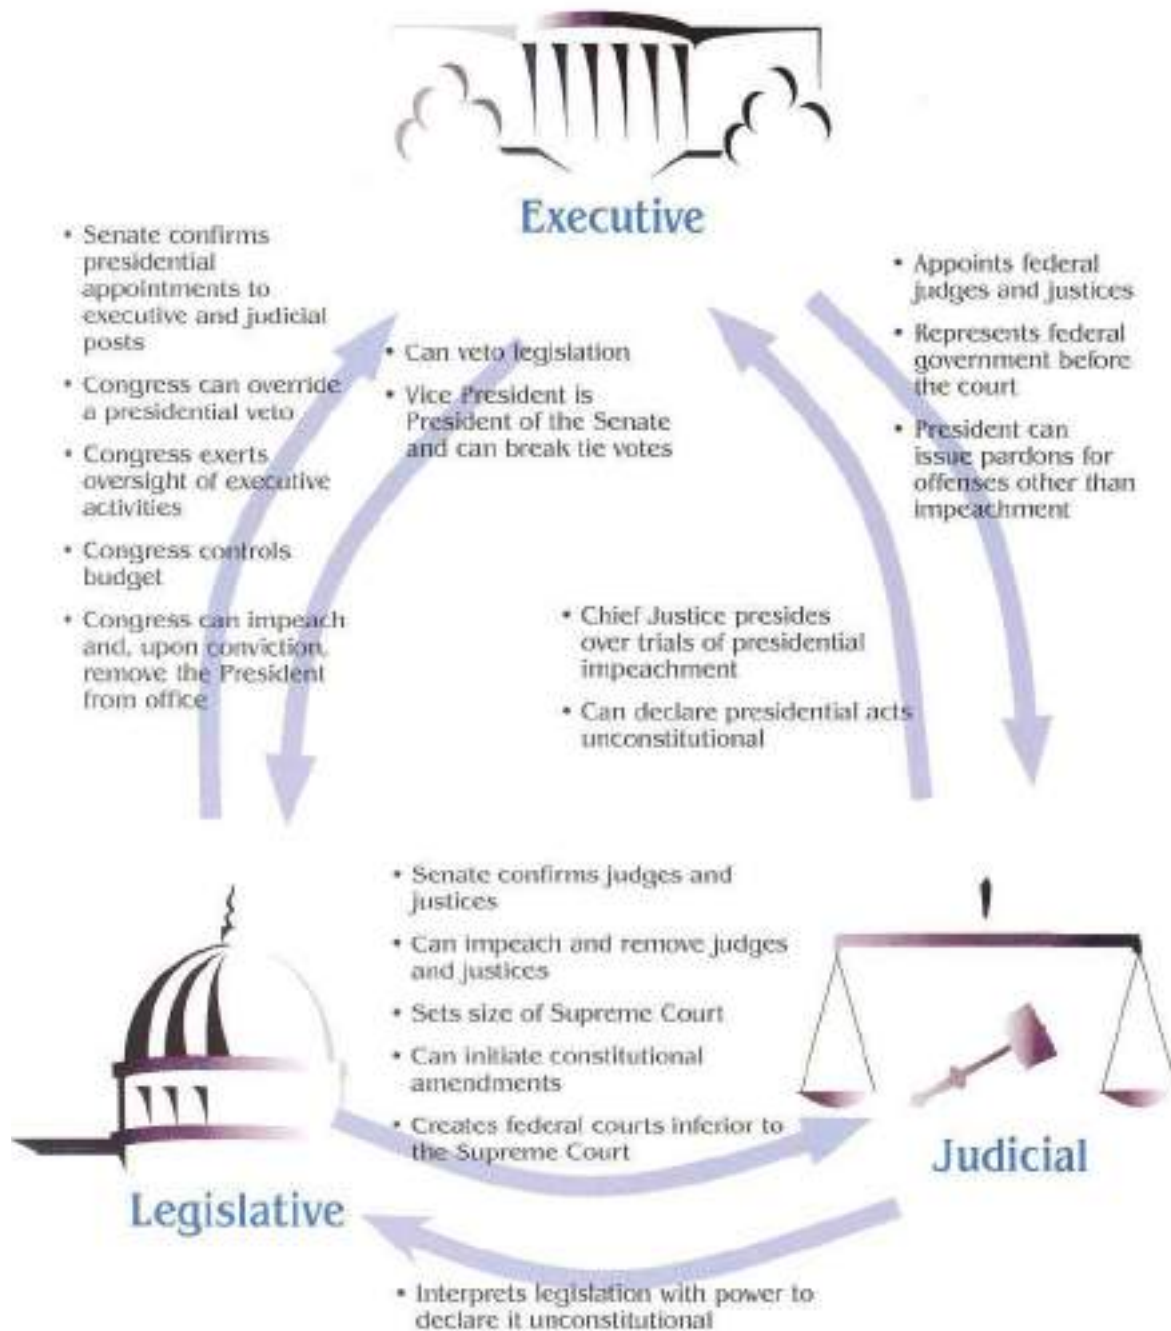 Executive
• Senate confirms
presidential
appointments to
executive and judicial
posts
• Congress can override
a presidential veto
• Congress exerts
oversight of executive
activities
• Congress controls
budget
• Congress can impeach
and, upon conviction,
remove the President
from office
• Can veto legislation
• Vice President is
President of the Senate
and can break tie votes
• Appoints federal
judges and justices
• Represents federal
government before
the court
• President can
issue pardons for
offenses other than
impeachment
• Chief Justice presides
over trials of presidential
impeachment
• Can declare presidential acts
unconstitutional
• Senate confirms judges and
justices
• Can impeach and remove judges
and justices
• Sets size of Supreme Court
• Can initiate constitutional
amendments
• Creates federal courts inferior to
the Supreme Court
Legislative
Judicial
• Interprets legislation with power to
declare it unconstitutional